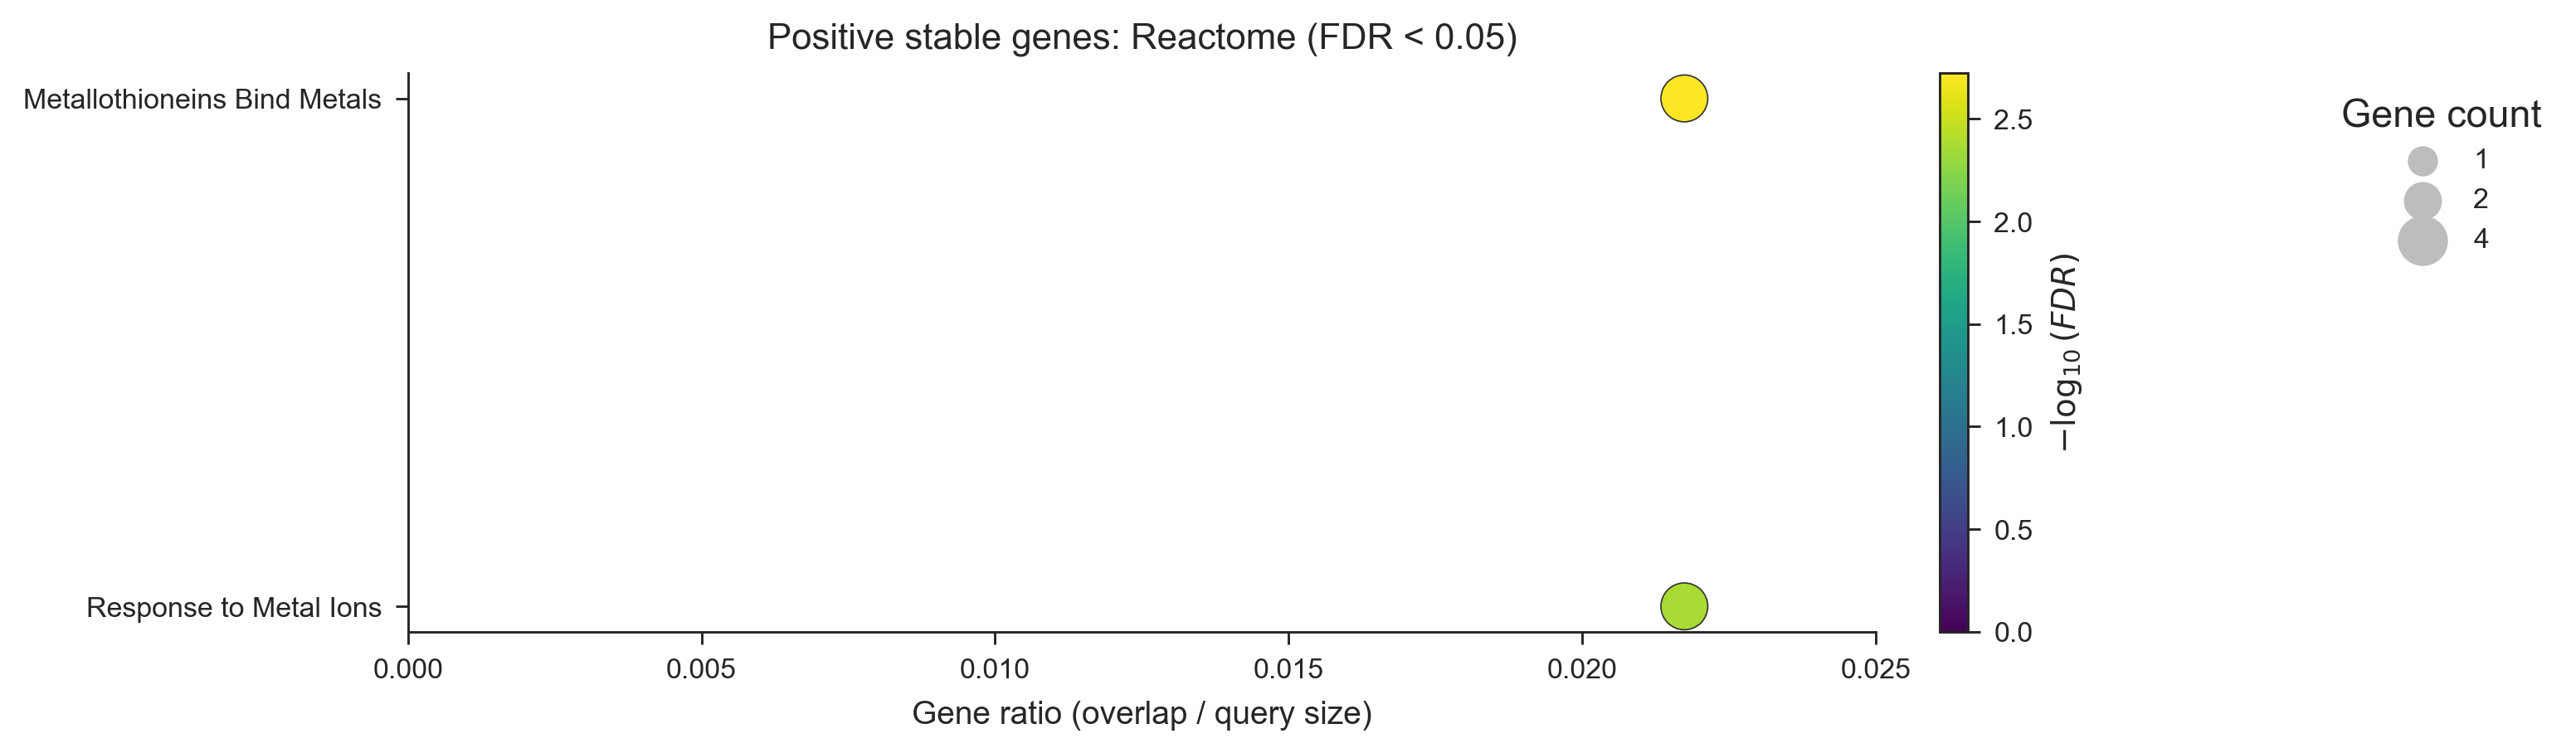 Positive stable genes: Reactome (FDR < 0.05)
Metallothioneins Bind Metals
Response to Metal Ions
0.000 0.005 0.010 0.015 0.020 0.025
Gene ratio (overlap / query size)
2.5
2.0
1.5
1.0
0.5
0.0
−log₁₀(FDR)
Gene count
1
2
4